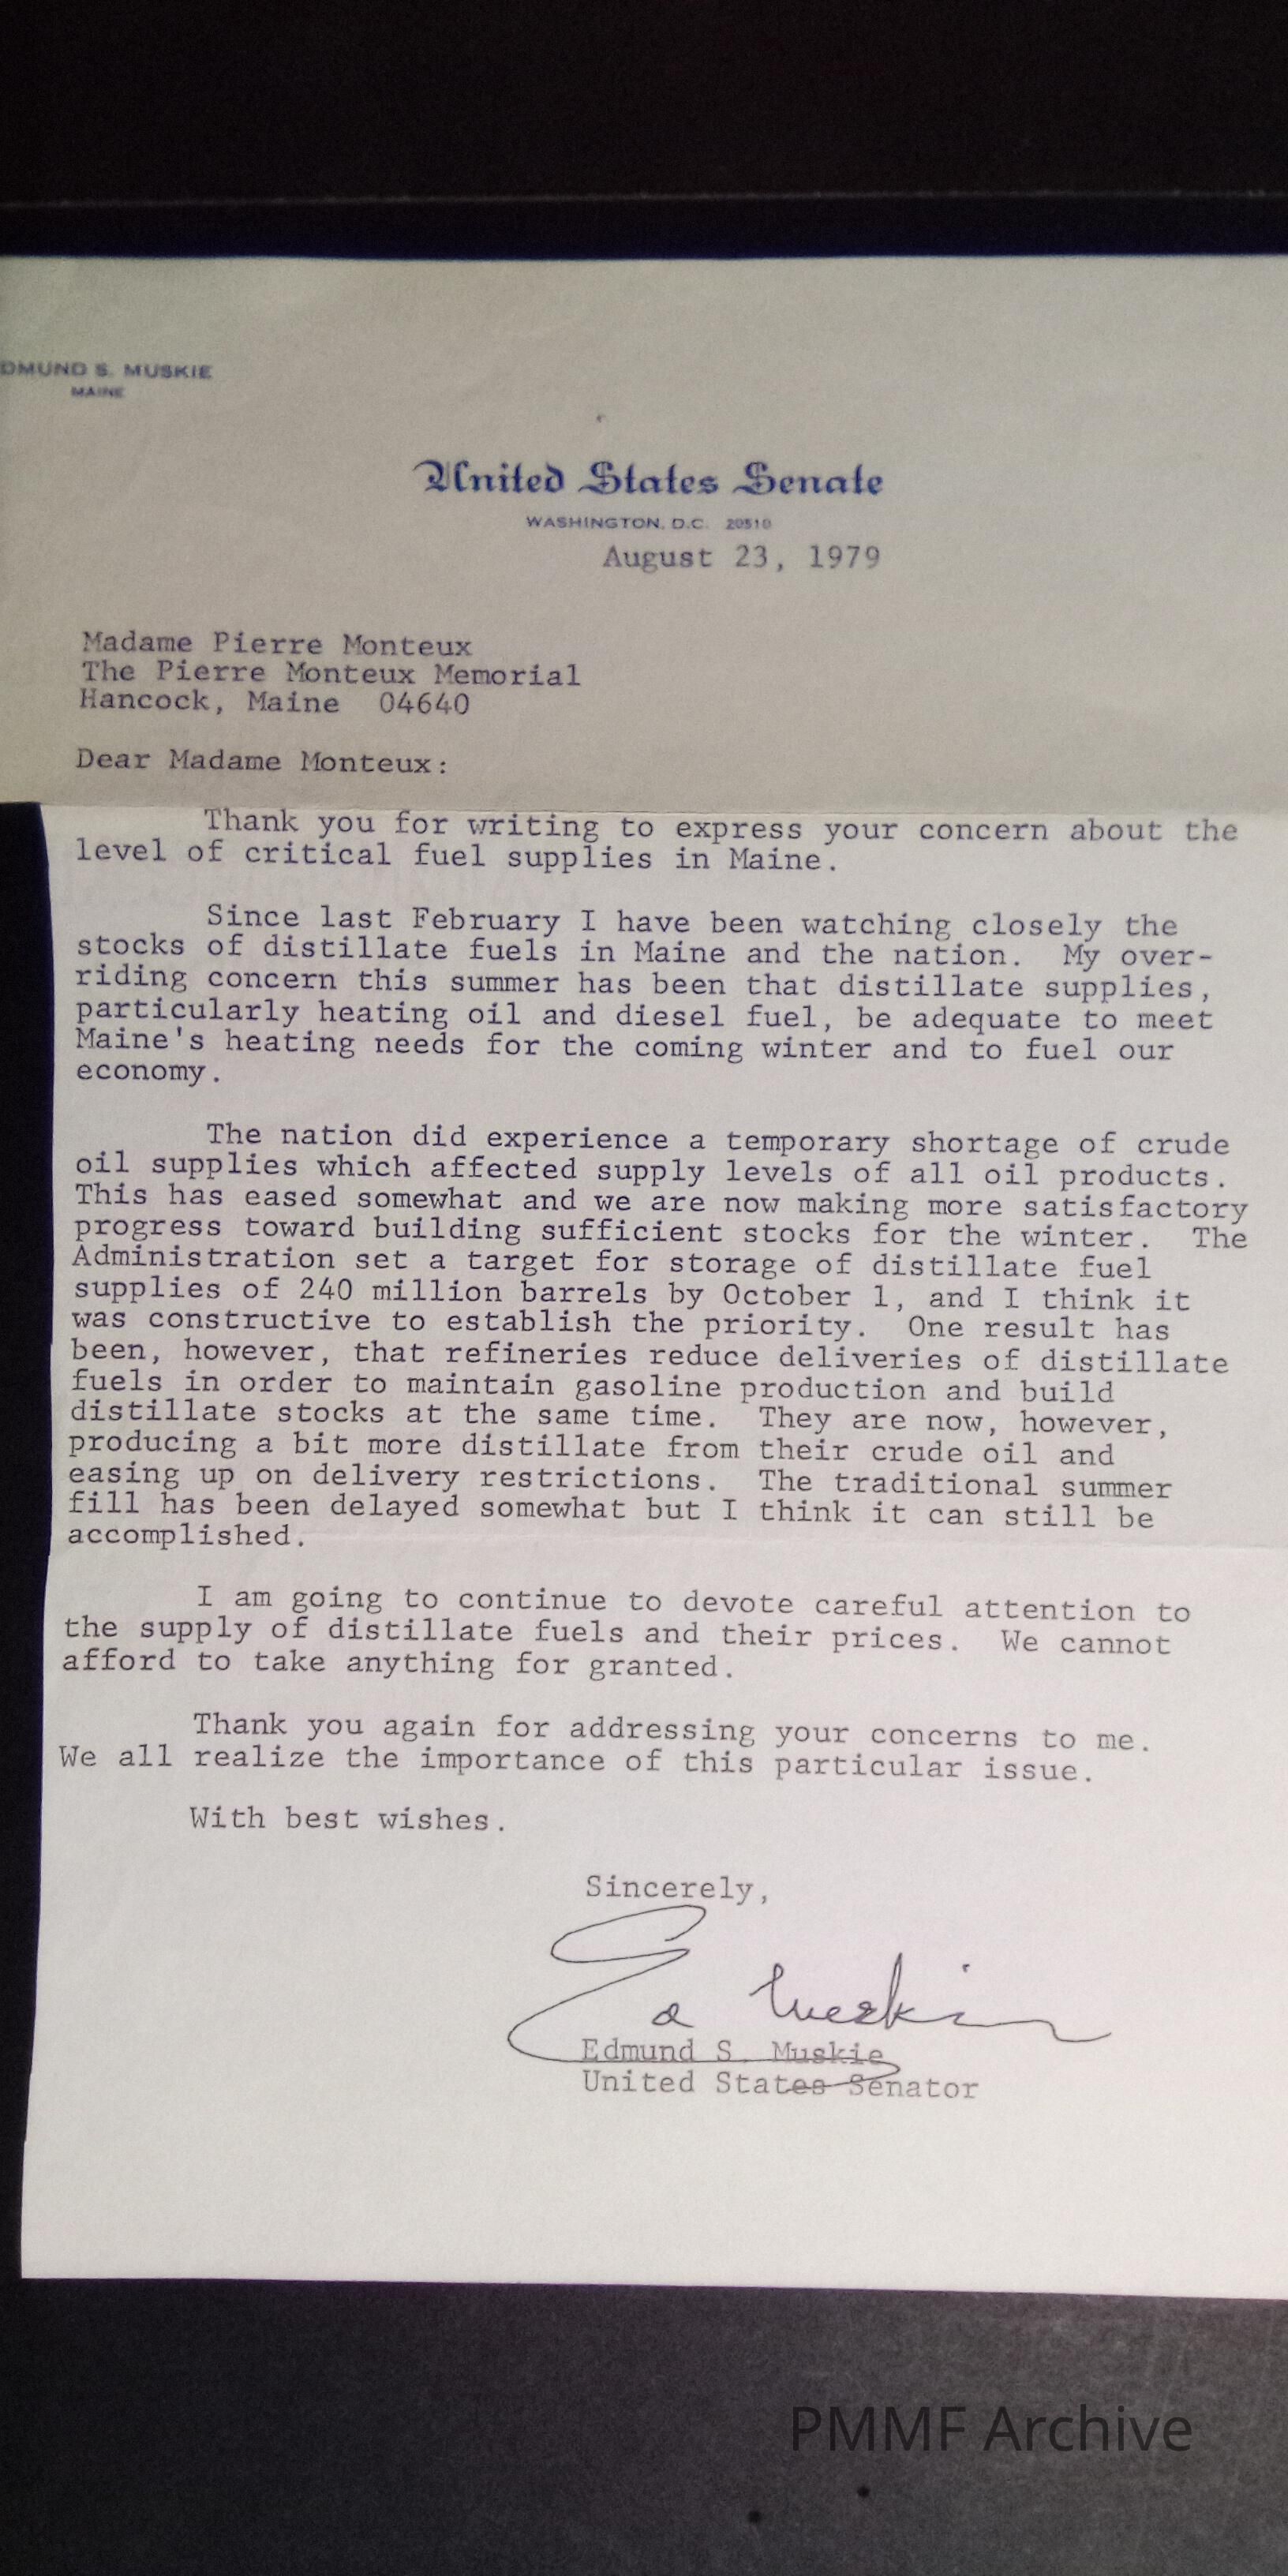 DMUND S. MUSKIE
MAINE
United States Senate
WASHINGTON, D.C. 20510
August 23, 1979
Madame Pierre Monteux
The Pierre Monteux Memorial
Hancock, Maine 04640
Dear Madame Monteux:
Thank you for writing to express your concern about the
level of critical fuel supplies in Maine.
Since last February I have been watching closely the
stocks of distillate fuels in Maine and the nation. My over-
riding concern this summer has been that distillate supplies,
particularly heating oil and diesel fuel, be adequate to meet
Maine's heating needs for the coming winter and to fuel our
economy.
The nation did experience a temporary shortage of crude
oil supplies which affected supply levels of all oil products.
This has eased somewhat and we are now making more satisfactory
progress toward building sufficient stocks for the winter. The
Administration set a target for storage of distillate fuel
supplies of 240 million barrels by October 1, and I think it
was constructive to establish the priority. One result has
been, however, that refineries reduce deliveries of distillate
fuels in order to maintain gasoline production and build
distillate stocks at the same time. They are now, however,
producing a bit more distillate from their crude oil and
easing up on delivery restrictions. The traditional summer
fill has been delayed somewhat but I think it can still be
accomplished.
I am going to continue to devote careful attention to
the supply of distillate fuels and their prices. We cannot
afford to take anything for granted.
Thank you again for addressing your concerns to me.
We all realize the importance of this particular issue.
With best wishes.
Sincerely,
Ed Muskie
Edmund S. Muskie
United States Senator
PMMF Archive